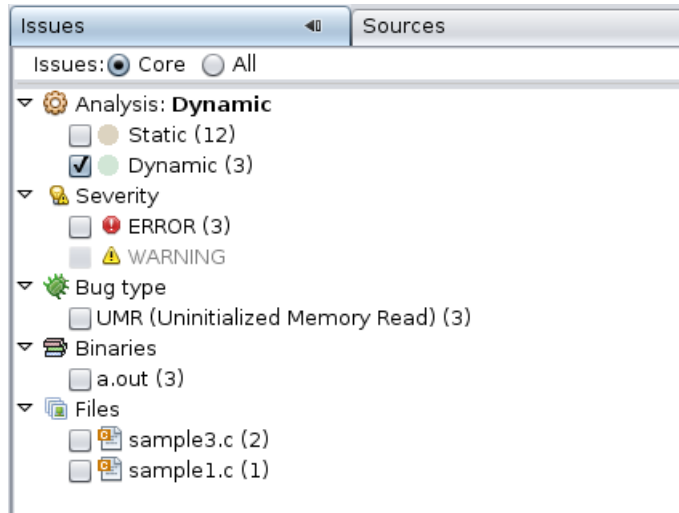 Issues
Sources
Issues: Core All
Analysis: Dynamic
Static (12)
Dynamic (3)
Severity
ERROR (3)
WARNING
Bug type
UMR (Uninitialized Memory Read) (3)
Binaries
a.out (3)
Files
sample3.c (2)
sample1.c (1)